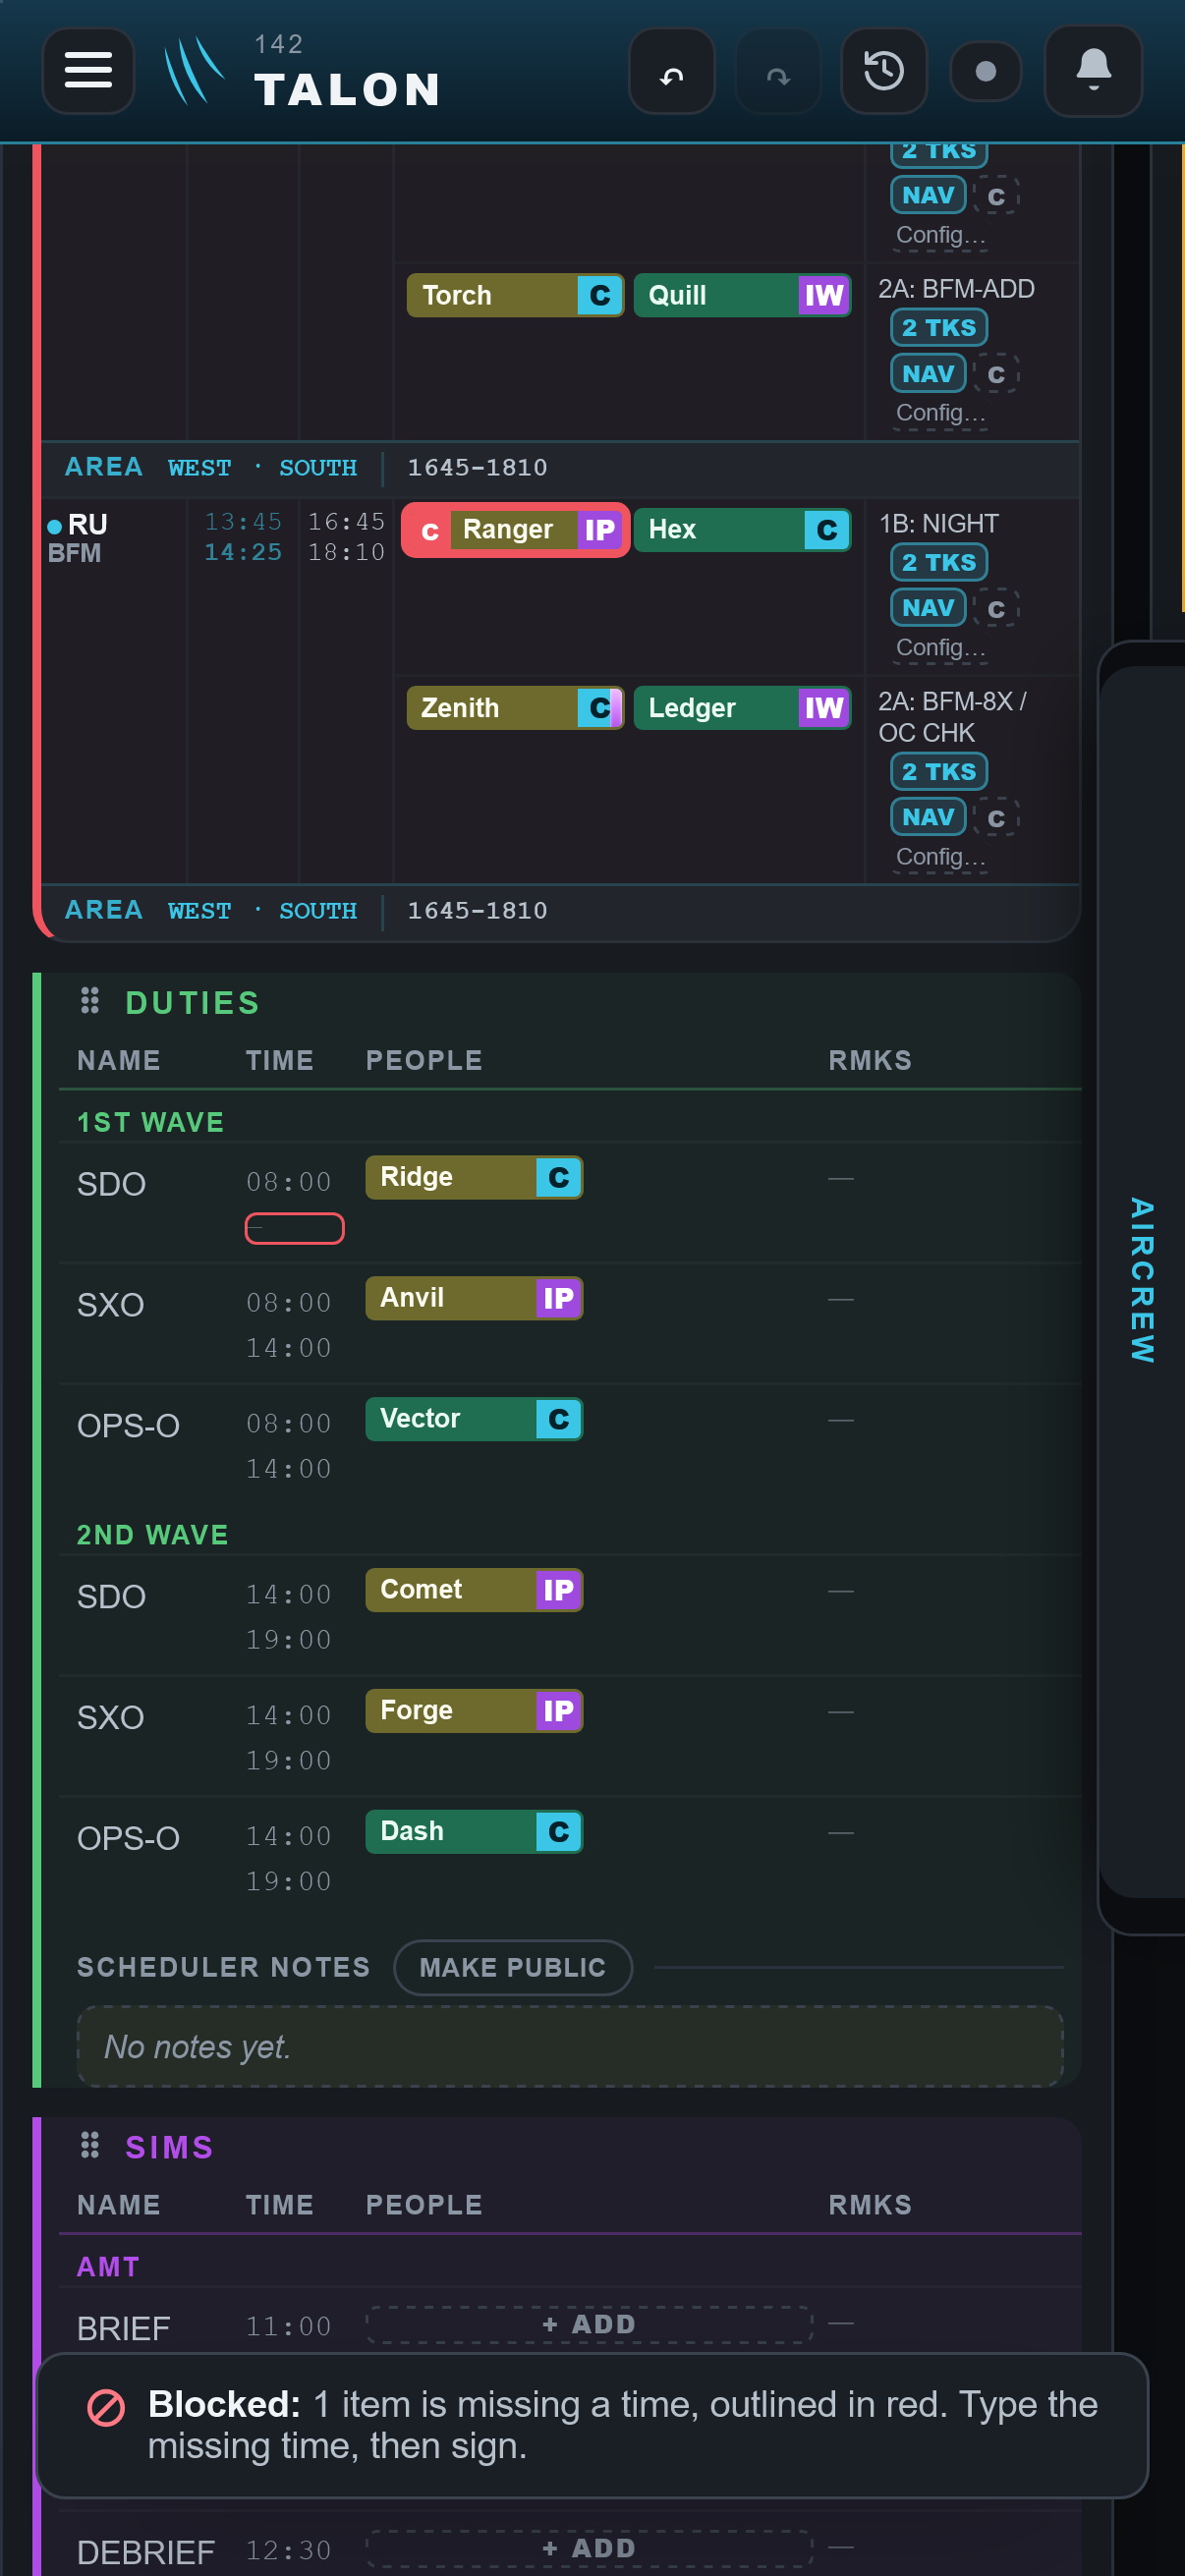 142
TALON
2 TKS
NAV C
Config...
Torch C Quill IW 2A: BFM-ADD
2 TKS
NAV C
Config...
AREA WEST · SOUTH 1645-1810
RU 13:45 16:45 C Ranger IP Hex C 1B: NIGHT
BFM 14:25 18:10
2 TKS
NAV C
Config...
Zenith C Ledger IW 2A: BFM-8X /
OC CHK
2 TKS
NAV C
Config...
AREA WEST · SOUTH 1645-1810
DUTIES
NAME TIME PEOPLE RMKS
1ST WAVE
SDO 08:00 Ridge C —
—
SXO 08:00 Anvil IP —
14:00
OPS-O 08:00 Vector C —
14:00
AIRCREW
2ND WAVE
SDO 14:00 Comet IP —
19:00
SXO 14:00 Forge IP —
19:00
OPS-O 14:00 Dash C —
19:00
SCHEDULER NOTES MAKE PUBLIC
No notes yet.
SIMS
NAME TIME PEOPLE RMKS
AMT
BRIEF 11:00 + ADD —
Blocked: 1 item is missing a time, outlined in red. Type the
missing time, then sign.
DEBRIEF 12:30 + ADD —